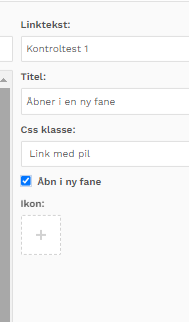 Linktekst:
Kontroltest 1
Titel:
Åbner i en ny fane
Css klasse:
Link med pil
Åbn i ny fane
Ikon:
+